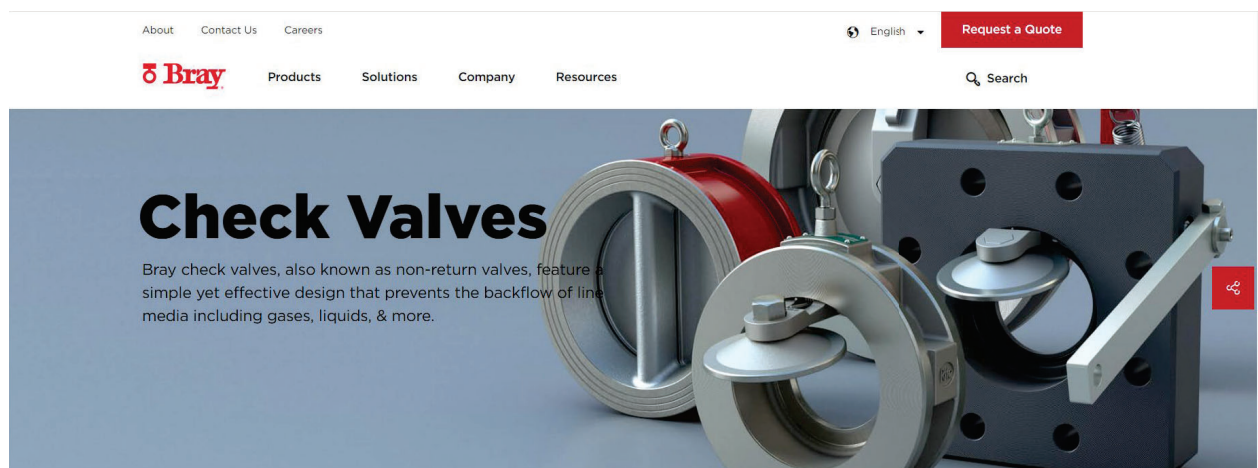 About Contact Us Careers English Request a Quote
Bray Products Solutions Company Resources Search
Check Valves
Bray check valves, also known as non-return valves, feature a
simple yet effective design that prevents the backflow of line
media including gases, liquids, & more.